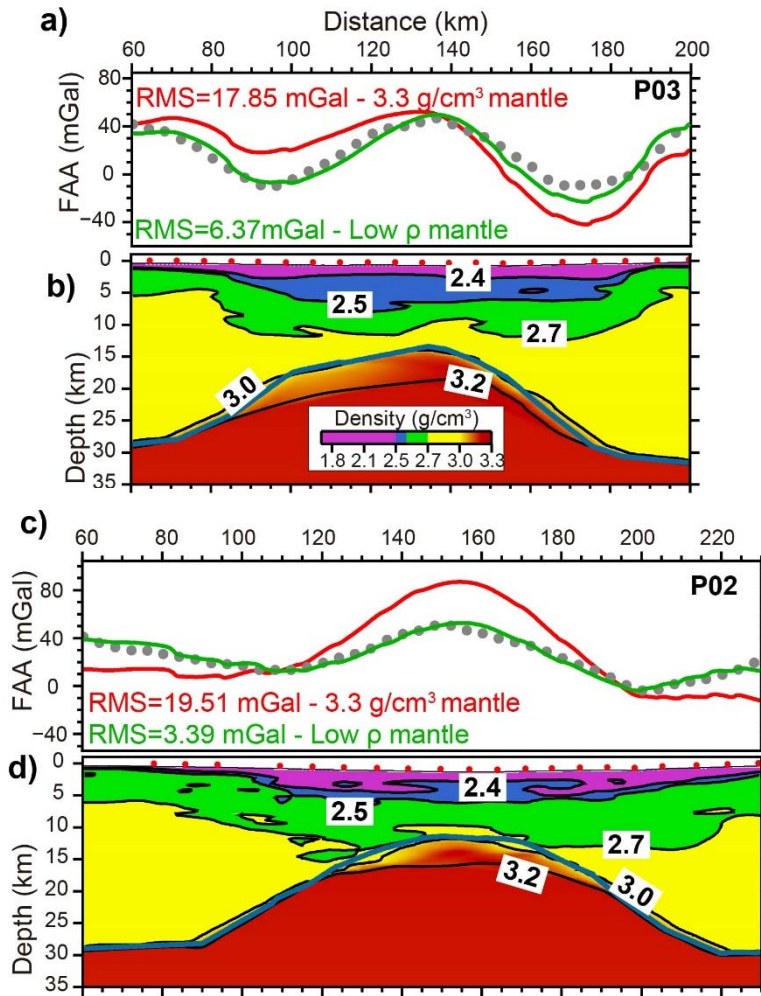 a)
Distance (km)
60 80 100 120 140 160 180 200
FAA (mGal)
80
40
0
−40
RMS=17.85 mGal - 3.3 g/cm³ mantle
P03
RMS=6.37mGal - Low ρ mantle
b)
Depth (km)
0
5
10
15
20
25
30
35
2.4
2.5
2.7
3.0
3.2
Density (g/cm³)
1.8 2.1 2.5 2.7 3.0 3.3
c)
60 80 100 120 140 160 180 200 220
FAA (mGal)
80
40
0
−40
P02
RMS=19.51 mGal - 3.3 g/cm³ mantle
RMS=3.39 mGal - Low ρ mantle
d)
Depth (km)
0
5
10
15
20
25
30
35
2.4
2.5
2.7
3.2
3.0